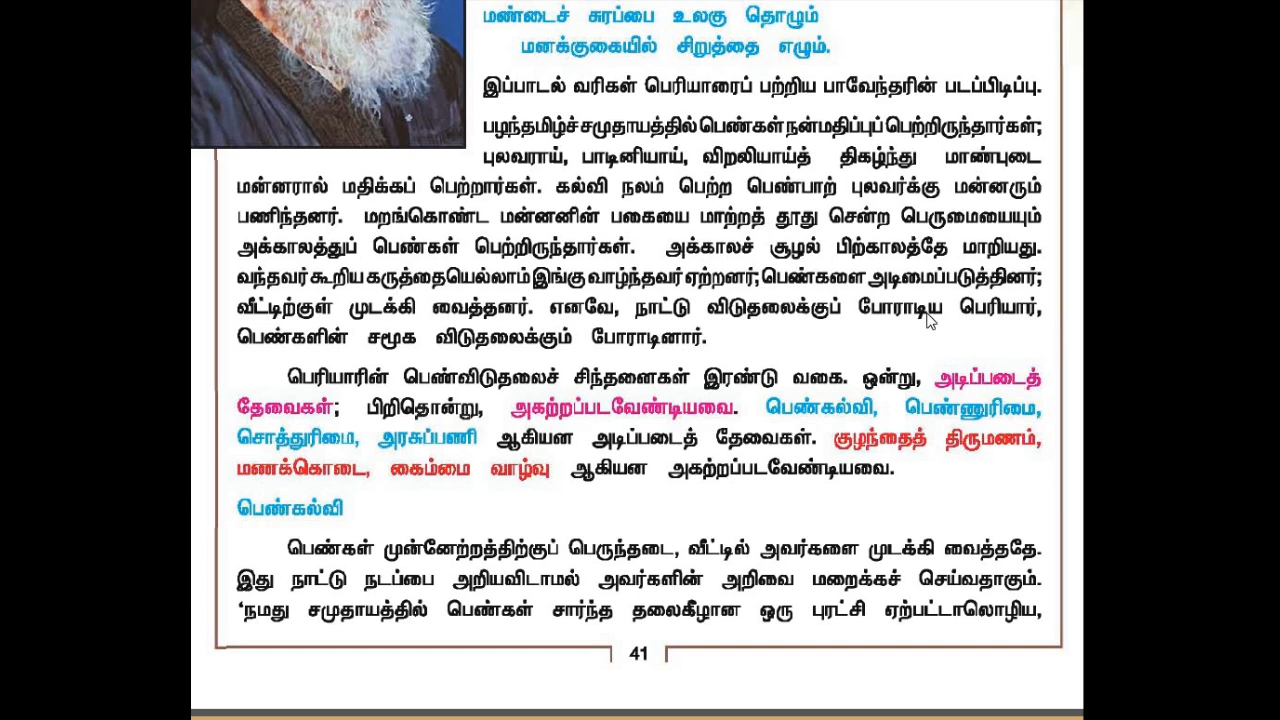 மண்டைச் சுரப்பை உலகு தொழும்
மனக்குகையில் சிறுத்தை எழும்.
இப்பாடல் வரிகள் பெரியாரைப் பற்றிய பாவேந்தரின் படப்பிடிப்பு.
பழந்தமிழ்ச் சமுதாயத்தில் பெண்கள் நன்மதிப்புப் பெற்றிருந்தார்கள்;
புலவராய், பாடினியாய், விறலியாய்த் திகழ்ந்து மாண்புடை
மன்னரால் மதிக்கப் பெற்றார்கள். கல்வி நலம் பெற்ற பெண்பாற் புலவர்க்கு மன்னரும்
பணிந்தனர். மறங்கொண்ட மன்னனின் பகையை மாற்றத் தூது சென்ற பெருமையையும்
அக்காலத்துப் பெண்கள் பெற்றிருந்தார்கள். அக்காலச் சூழல் பிற்காலத்தே மாறியது.
வந்தவர் கூறிய கருத்தையெல்லாம் இங்கு வாழ்ந்தவர் ஏற்றனர்; பெண்களை அடிமைப்படுத்தினர்;
வீட்டிற்குள் முடக்கி வைத்தனர். எனவே, நாட்டு விடுதலைக்குப் போராடிய பெரியார்,
பெண்களின் சமூக விடுதலைக்கும் போராடினார்.
பெரியாரின் பெண்விடுதலைச் சிந்தனைகள் இரண்டு வகை. ஒன்று, அடிப்படைத்
தேவைகள்; பிறிதொன்று, அகற்றப்படவேண்டியவை. பெண்கல்வி, பெண்ணுரிமை,
சொத்துரிமை, அரசுப்பணி ஆகியன அடிப்படைத் தேவைகள். குழந்தைத் திருமணம்,
மணக்கொடை, கைம்மை வாழ்வு ஆகியன அகற்றப்படவேண்டியவை.
பெண்கல்வி
பெண்கள் முன்னேற்றத்திற்குப் பெருந்தடை, வீட்டில் அவர்களை முடக்கி வைத்ததே.
இது நாட்டு நடப்பை அறியவிடாமல் அவர்களின் அறிவை மறைக்கச் செய்வதாகும்.
‘நமது சமுதாயத்தில் பெண்கள் சார்ந்த தலைகீழான ஒரு புரட்சி ஏற்பட்டாலொழிய,
41